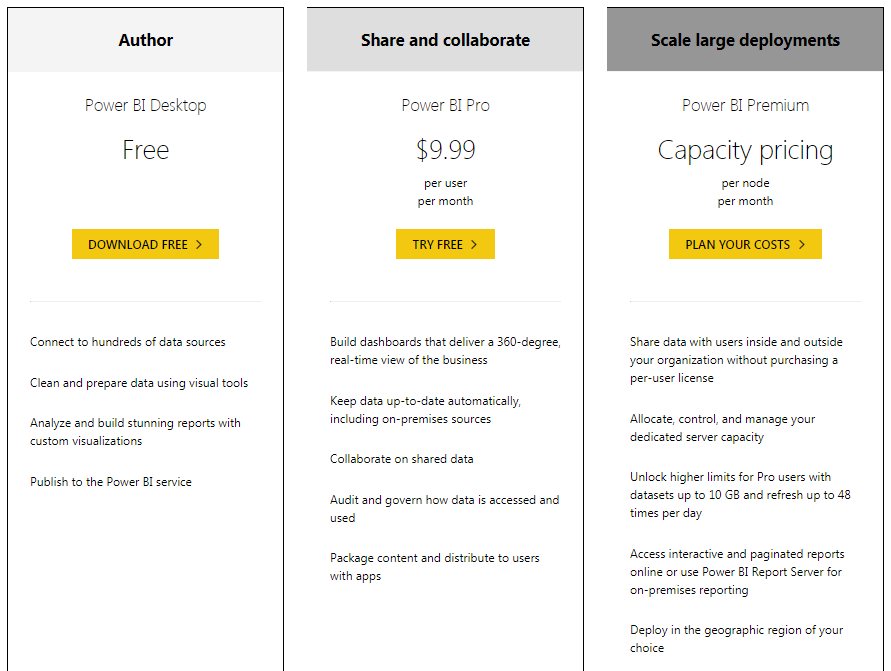 Author
Power BI Desktop
Free
DOWNLOAD FREE
Connect to hundreds of data sources
Clean and prepare data using visual tools
Analyze and build stunning reports with
custom visualizations
Publish to the Power BI service
Share and collaborate
Power BI Pro
$9.99
per user
per month
TRY FREE
Build dashboards that deliver a 360-degree,
real-time view of the business
Keep data up-to-date automatically,
including on-premises sources
Collaborate on shared data
Audit and govern how data is accessed and
used
Package content and distribute to users
with apps
Scale large deployments
Power BI Premium
Capacity pricing
per node
per month
PLAN YOUR COSTS
Share data with users inside and outside
your organization without purchasing a
per-user license
Allocate, control, and manage your
dedicated server capacity
Unlock higher limits for Pro users with
datasets up to 10 GB and refresh up to 48
times per day
Access interactive and paginated reports
online or use Power BI Report Server for
on-premises reporting
Deploy in the geographic region of your
choice